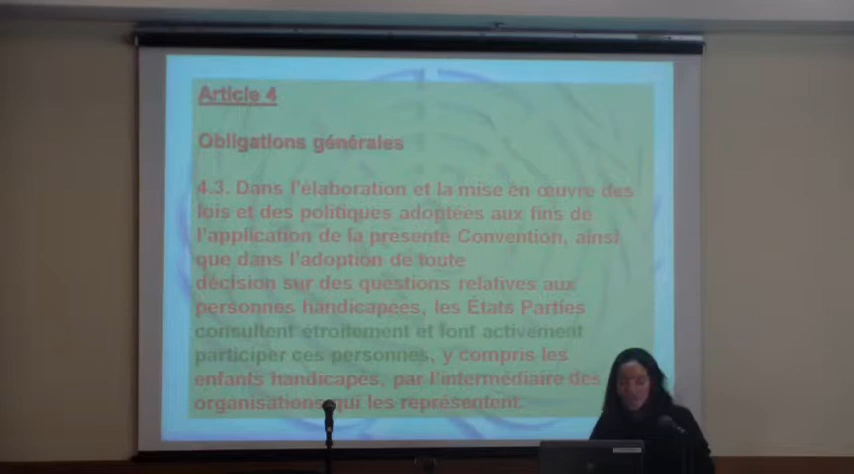 Article 4
Obligations générales
4.3. Dans l'élaboration et la mise en œuvre des
lois et des politiques adoptées aux fins de
l'application de la présente Convention, ainsi
que dans l'adoption de toute
décision sur des questions relatives aux
personnes handicapées, les États Parties
consultent étroitement et font activement
participer ces personnes, y compris les
enfants handicapés, par l'intermédiaire des
organisations qui les représentent.